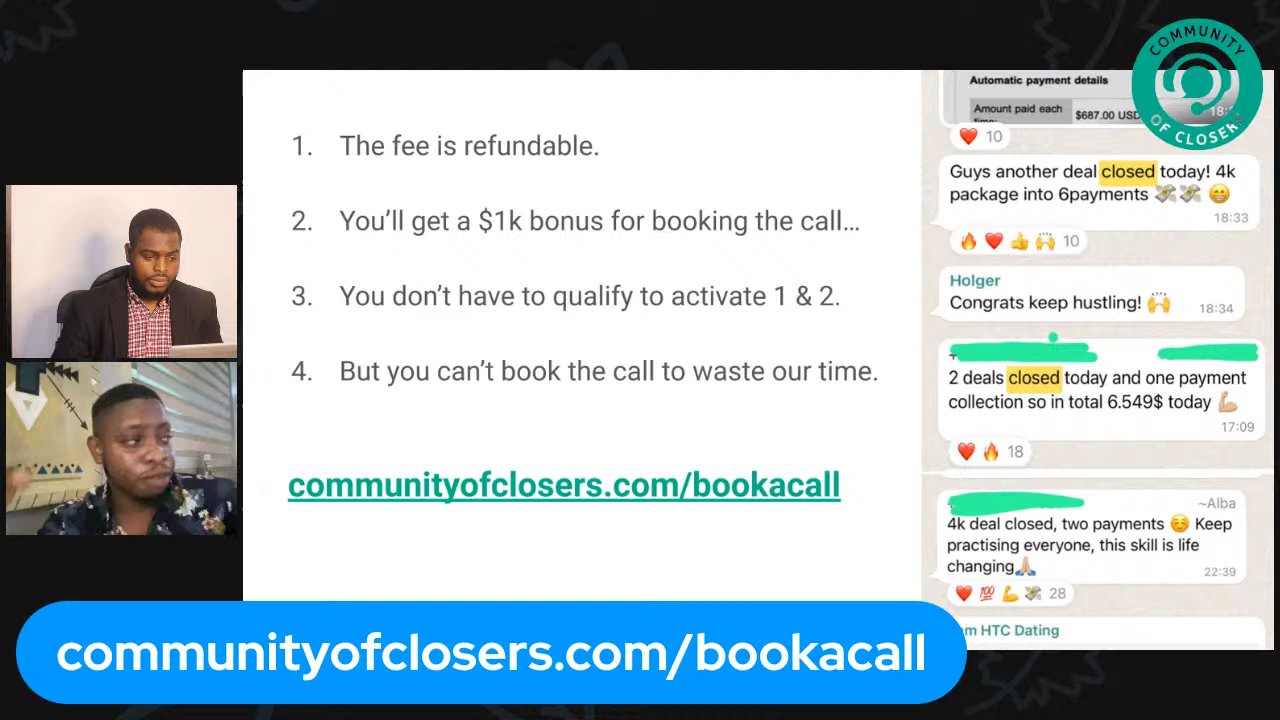 COMMUNITY
OF CLOSERS
1. The fee is refundable.
2. You’ll get a $1k bonus for booking the call…
3. You don’t have to qualify to activate 1 & 2.
4. But you can’t book the call to waste our time.
communityofclosers.com/bookacall
Automatic payment details
Amount paid each
time:
$687.00 USD
❤️ 10
Guys another deal closed today! 4k
package into 6payments 💸💸 😁
18:33
🔥 ❤️ 👍 🙌 10
Holger
Congrats keep hustling! 🙌
18:34
2 deals closed today and one payment
collection so in total 6.549$ today 💪🏼
17:09
❤️ 🔥 18
~Alba
4k deal closed, two payments ☺️ Keep
practising everyone, this skill is life
changing🙏🏼
22:39
❤️ 💯 💪 💸 28
HTC Dating
communityofclosers.com/bookacall